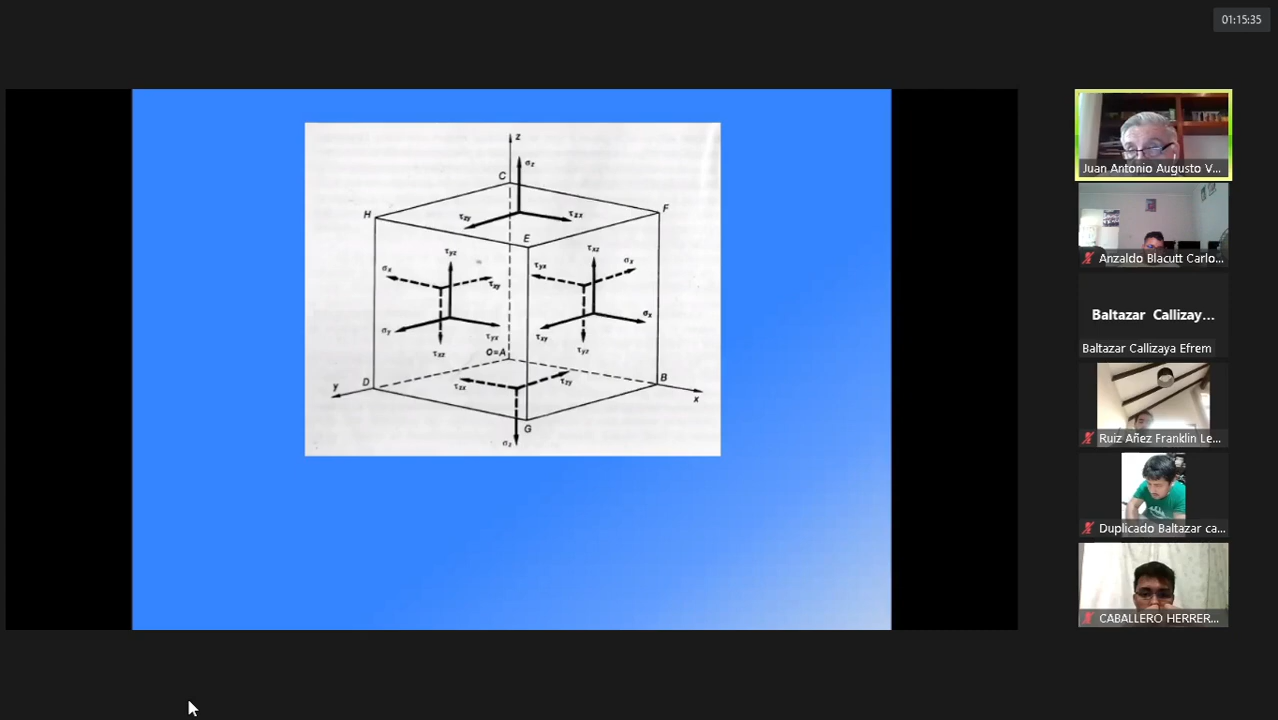 01:15:35
z
σz
C
H
τzy
τzx
F
E
τyz
τxz
σx
τxy
τyx
σx
σy
τyx
τxy
σx
τxz
O=A
τyz
y
D
τzx
τzy
B
x
G
σz
Juan Antonio Augusto V...
Anzaldo Blacutt Carlo...
Baltazar Callizay...
Baltazar Callizaya Efrem
Ruiz Añez Franklin Le...
Duplicado Baltazar ca...
CABALLERO HERRER...